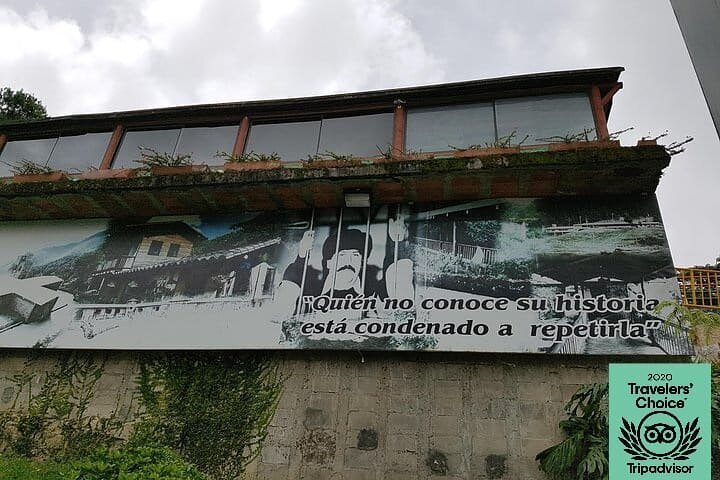 "Quién no conoce su historia
está condenado a repetirla"
2020
Travelers'
Choice
Tripadvisor